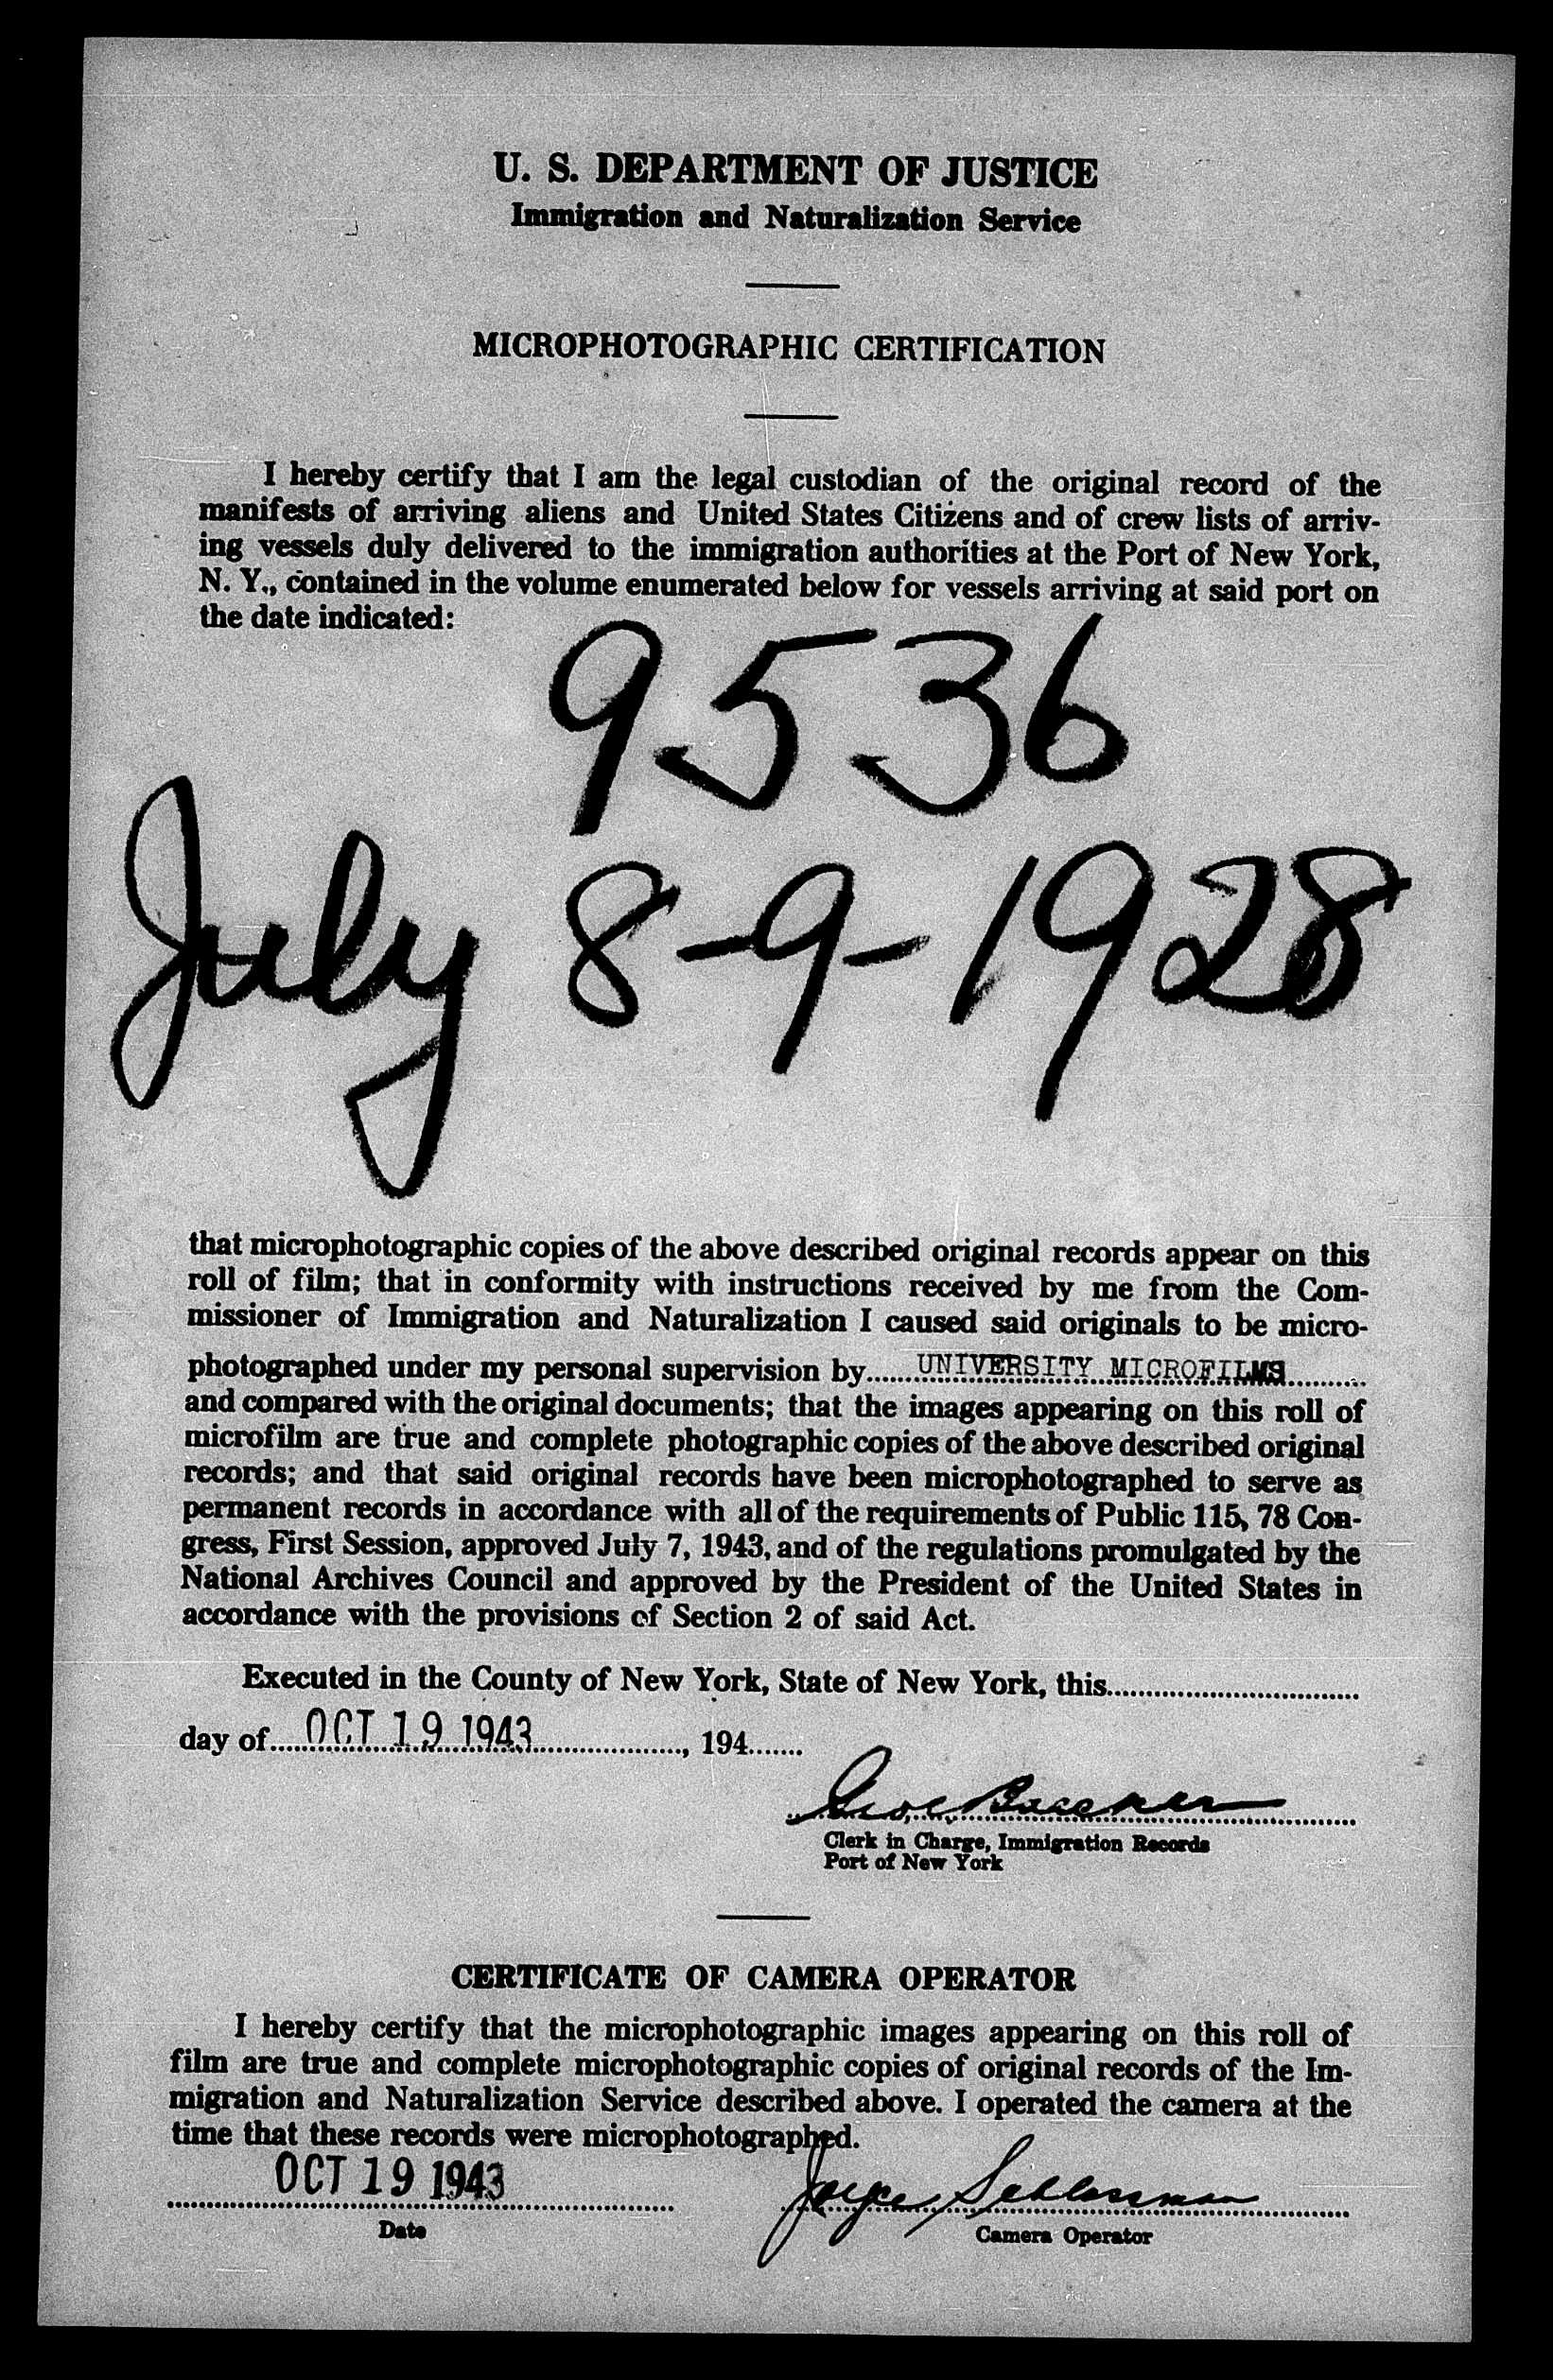 U. S. DEPARTMENT OF JUSTICE
Immigration and Naturalization Service
MICROPHOTOGRAPHIC CERTIFICATION
I hereby certify that I am the legal custodian of the original record of the
manifests of arriving aliens and United States Citizens and of crew lists of arriv-
ing vessels duly delivered to the immigration authorities at the Port of New York,
N. Y., contained in the volume enumerated below for vessels arriving at said port on
the date indicated:
9536
July 8-9-1928
that microphotographic copies of the above described original records appear on this
roll of film; that in conformity with instructions received by me from the Com-
missioner of Immigration and Naturalization I caused said originals to be micro-
photographed under my personal supervision by UNIVERSITY MICROFILMS
and compared with the original documents; that the images appearing on this roll of
microfilm are true and complete photographic copies of the above described original
records; and that said original records have been microphotographed to serve as
permanent records in accordance with all of the requirements of Public 115, 78 Con-
gress, First Session, approved July 7, 1943, and of the regulations promulgated by the
National Archives Council and approved by the President of the United States in
accordance with the provisions of Section 2 of said Act.
Executed in the County of New York, State of New York, this
day of OCT 19 1943, 194
Clerk in Charge, Immigration Records
Port of New York
CERTIFICATE OF CAMERA OPERATOR
I hereby certify that the microphotographic images appearing on this roll of
film are true and complete microphotographic copies of original records of the Im-
migration and Naturalization Service described above. I operated the camera at the
time that these records were microphotographed.
OCT 19 1943
Joyce
Date
Camera Operator